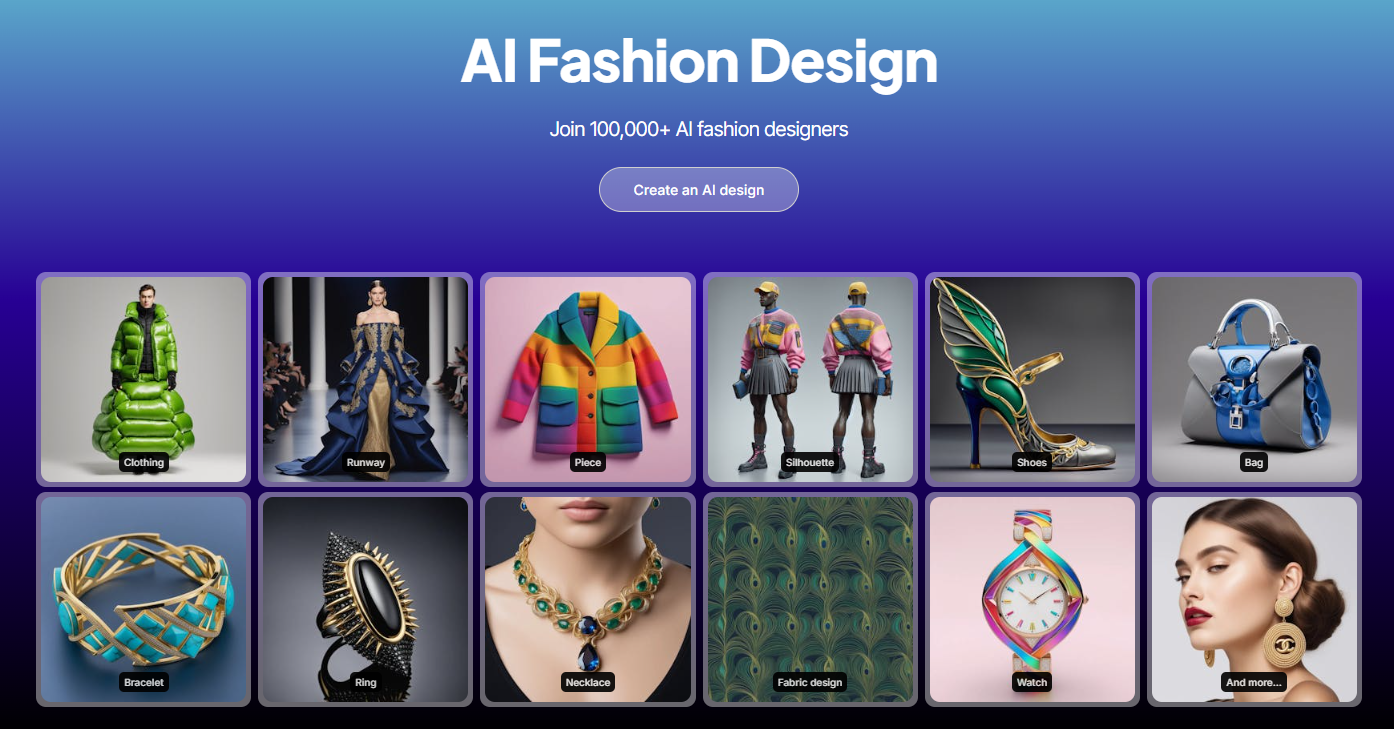 AI Fashion Design
Join 100,000+ AI fashion designers
Create an AI design
Clothing
Runway
Piece
Silhouette
Shoes
Bag
Bracelet
Ring
Necklace
Fabric design
Watch
And more...